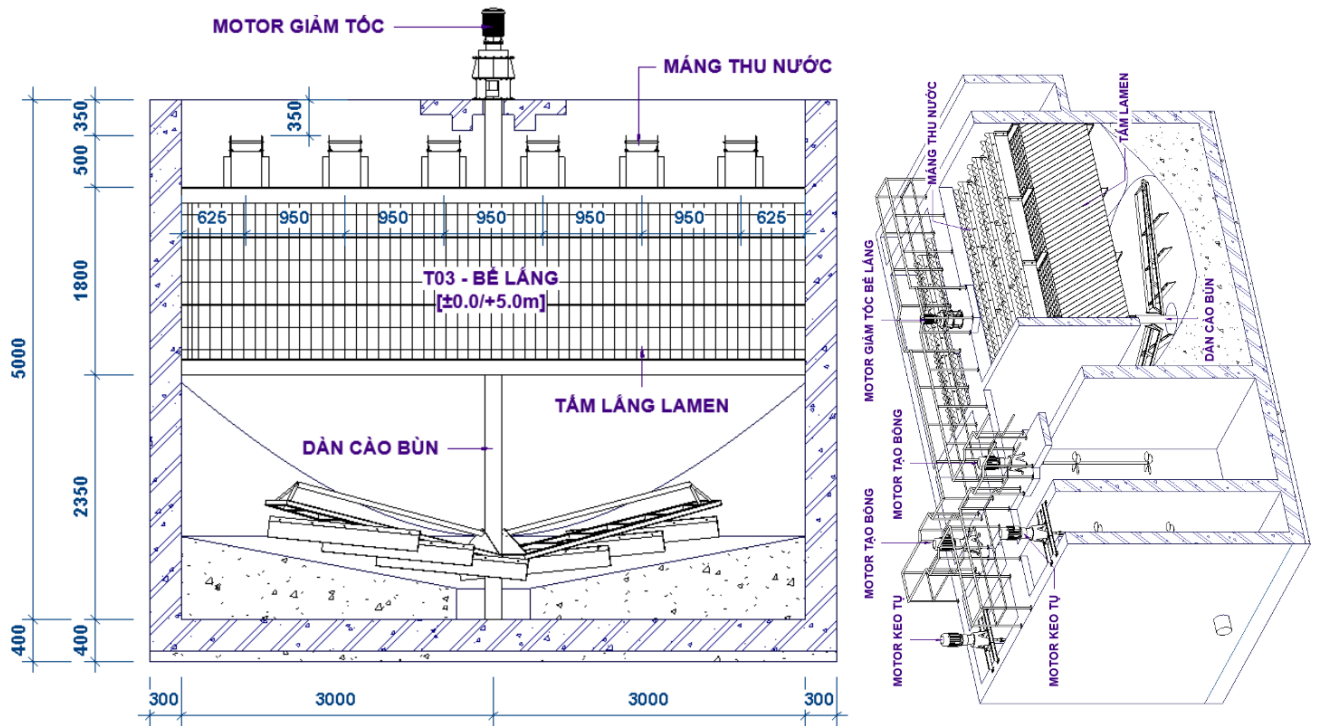 MOTOR GIẢM TỐC
MÁNG THU NƯỚC
350
350
500
625
950
950
950
950
950
625
T03 - BỂ LẮNG
[±0.0/+5.0m]
1800
5000
TẤM LẮNG LAMEN
DÀN CÀO BÙN
2350
400
400
300
3000
3000
300
MÁNG THU NƯỚC
TẤM LAMEN
MOTOR GIẢM TỐC BỂ LẮNG
DÀN CÀO BÙN
MOTOR TẠO BÔNG
MOTOR TẠO BÔNG
MOTOR KEO TỤ
MOTOR KEO TỤ